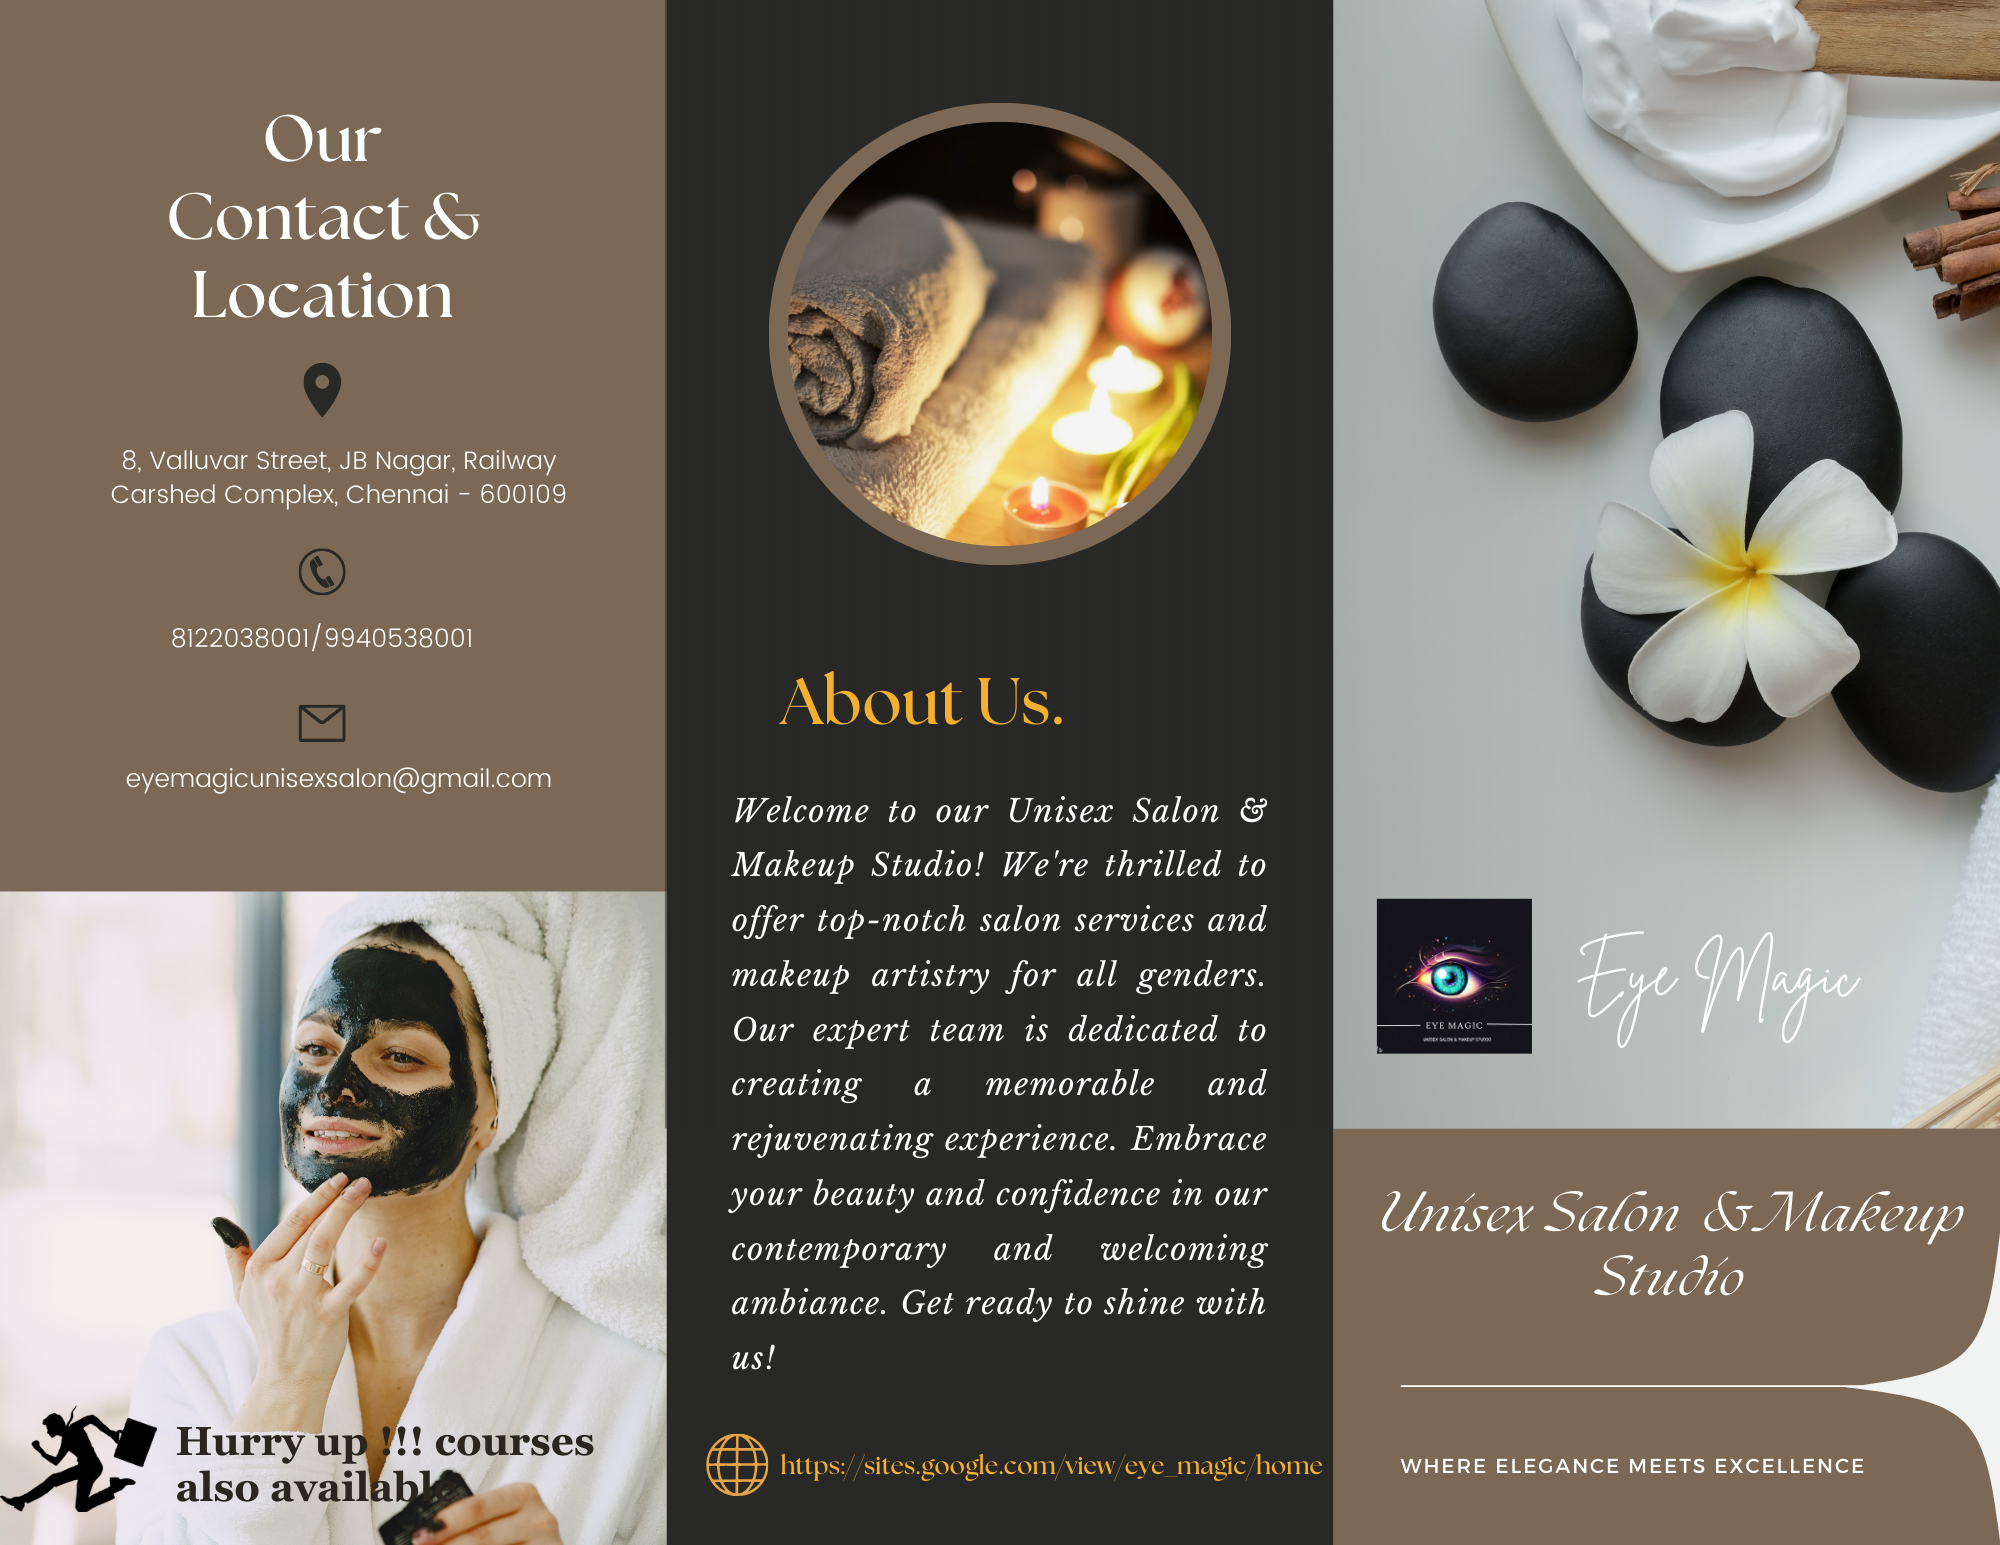 Our
Contact &
Location
8, Valluvar Street, JB Nagar, Railway
Carshed Complex, Chennai - 600109
8122038001/9940538001
eyemagicunisexsalon@gmail.com
Hurry up !!! courses
also available
About Us.
Welcome to our Unisex Salon &
Makeup Studio! We're thrilled to
offer top-notch salon services and
makeup artistry for all genders.
Our expert team is dedicated to
creating a memorable and
rejuvenating experience. Embrace
your beauty and confidence in our
contemporary and welcoming
ambiance. Get ready to shine with
us!
https://sites.google.com/view/eye_magic/home
EYE MAGIC
UNISEX SALON & MAKEUP STUDIO
Eye Magic
Unisex Salon & Makeup
Studio
WHERE ELEGANCE MEETS EXCELLENCE